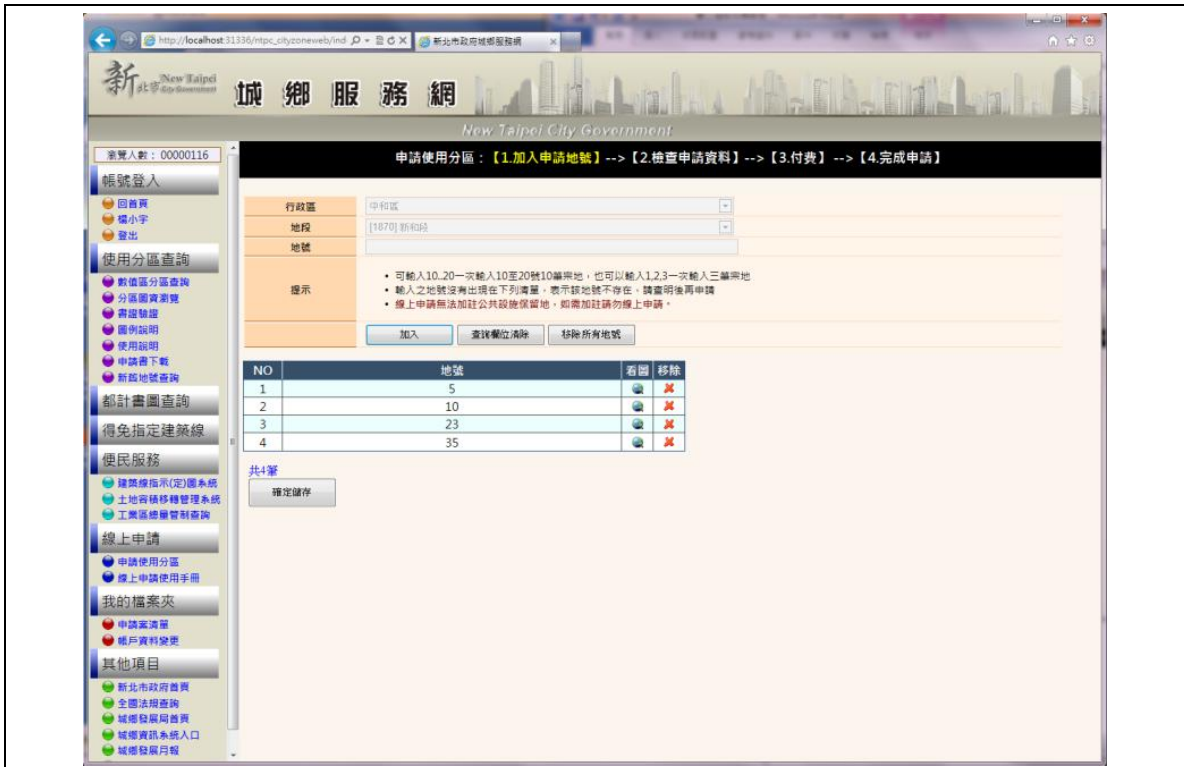 http://localhost:31336/ntpc_cityzoneweb/ind
新北市政府城鄉服務網
新北市 New Taipei City Government 城鄉服務網
New Taipei City Government
瀏覽人數：00000116
申請使用分區：【1.加入申請地號】-->【2.檢查申請資料】-->【3.付費】-->【4.完成申請】
帳號登入
回首頁
楊小宇
登出
使用分區查詢
數值區分區查詢
分區圖資瀏覽
書證驗證
圖例說明
使用說明
申請書下載
新舊地號查詢
都計書圖查詢
得免指定建築線
便民服務
建築線指示(定)圖系統
土地容積移轉管理系統
工業區總量管制查詢
線上申請
申請使用分區
線上申請使用手冊
我的檔案夾
申請案清單
帳戶資料變更
其他項目
新北市政府首頁
全國法規查詢
城鄉發展局首頁
城鄉資訊系統入口
城鄉發展月報
行政區 中和區
地段 [1870] 新和段
地號
提示
可輸入10..20一次輸入10至20號10筆宗地，也可以輸入1,2,3一次輸入三筆宗地
輸入之地號沒有出現在下列清單，表示該地號不存在，請查明後再申請
線上申請無法加註公共設施保留地，如需加註請勿線上申請。
加入 查詢欄位清除 移除所有地號
NO 地號 看圖 移除
1 5
2 10
3 23
4 35
共4筆
確定儲存